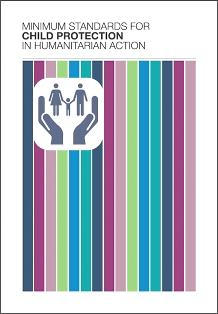 MINIMUM STANDARDS FOR
CHILD PROTECTION
IN HUMANITARIAN ACTION